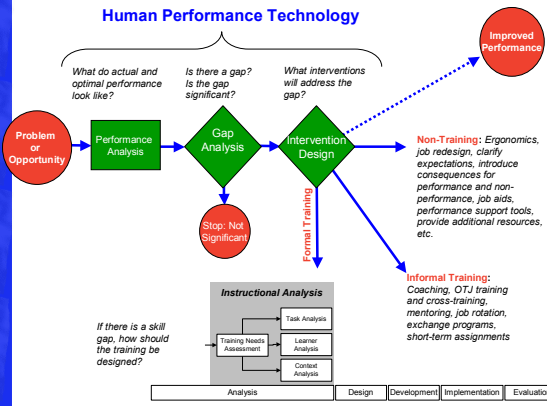 Human Performance Technology
Improved
Performance
What do actual and
optimal performance
look like?
Is there a gap?
Is the gap
significant?
What interventions
will address the
gap?
Problem
or
Opportunity
Performance
Analysis
Gap
Analysis
Intervention
Design
Non-Training: Ergonomics,
job redesign, clarify
expectations, introduce
consequences for
performance and non-
performance, job aids,
performance support tools,
provide additional resources,
etc.
Stop: Not
Significant
Formal Training
Informal Training:
Coaching, OTJ training
and cross-training,
mentoring, job rotation,
exchange programs,
short-term assignments
Instructional Analysis
If there is a skill
gap, how should
the training be
designed?
Training Needs
Assessment
Task Analysis
Learner
Analysis
Context
Analysis
Analysis
Design
Development
Implementation
Evaluation